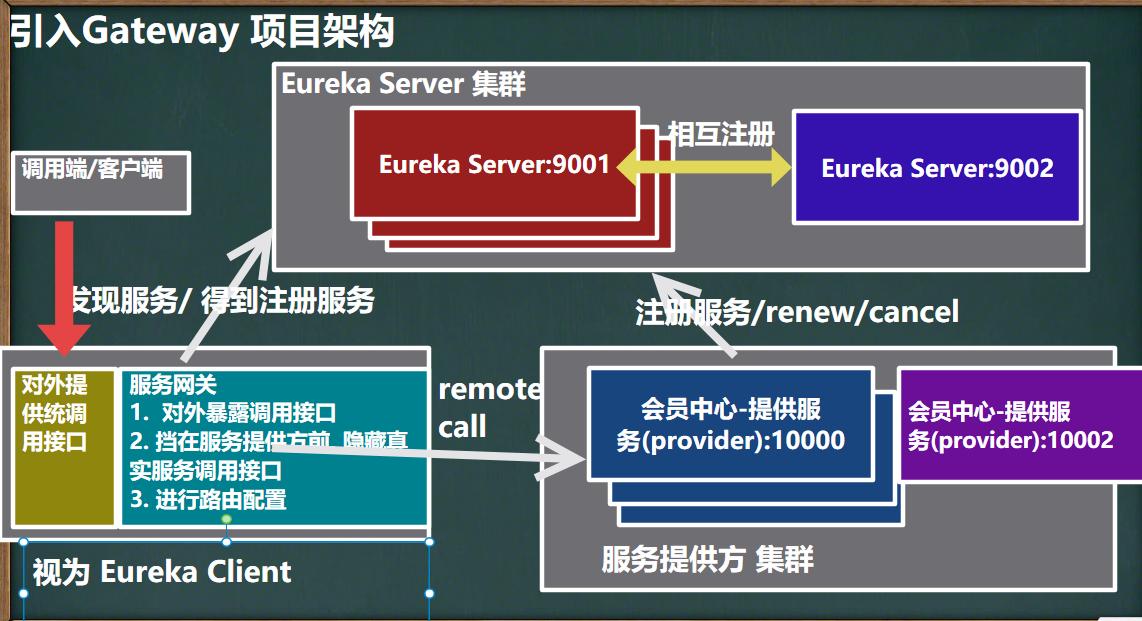 引入Gateway 项目架构
Eureka Server 集群
相互注册
Eureka Server:9001
Eureka Server:9002
调用端/客户端
发现服务/ 得到注册服务
注册服务/renew/cancel
对外提
供统调
用接口
服务网关
1. 对外暴露调用接口
2. 挡在服务提供方前, 隐藏真
实服务调用接口
3. 进行路由配置
remote
call
会员中心-提供服
务(provider):10000
会员中心-提供服
务(provider):10002
服务提供方 集群
视为 Eureka Client